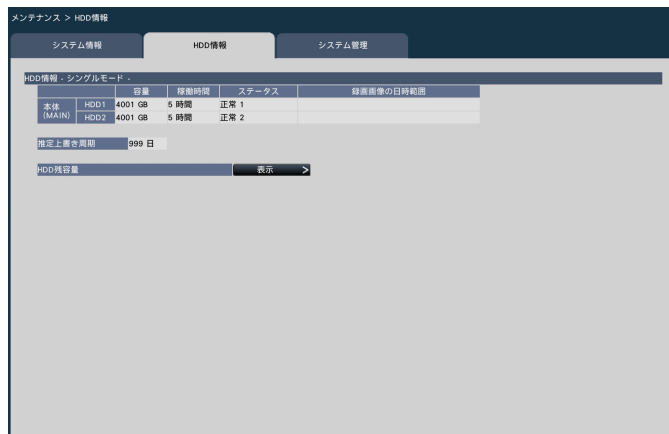 メンテナンス > HDD情報
システム情報 HDD情報 システム管理
HDD情報 - シングルモード -
容量 稼働時間 ステータス 録画画像の日時範囲
本体 (MAIN) HDD1 4001 GB 5 時間 正常 1
HDD2 4001 GB 5 時間 正常 2
推定上書き周期 999 日
HDD残容量 表示 >